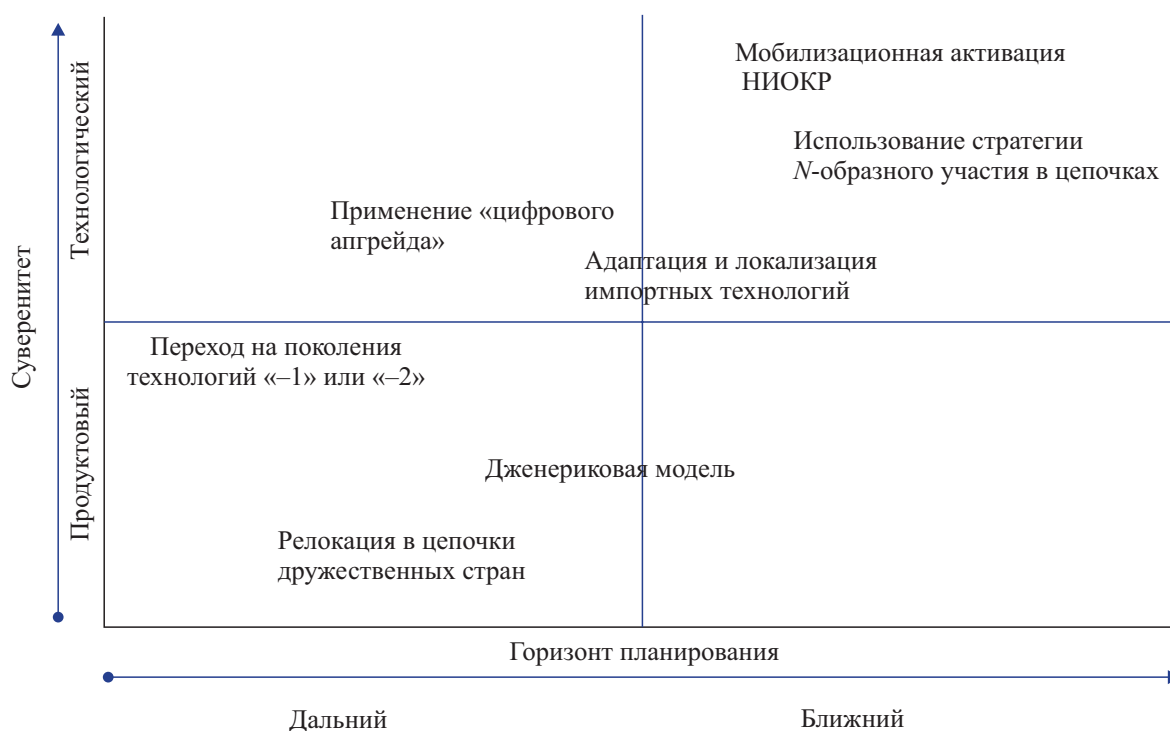 Мобилизационная активация
НИОКР
Использование стратегии
N-образного участия в цепочках
Применение «цифрового
апгрейда»
Адаптация и локализация
импортных технологий
Технологический
Суверенитет
Продуктовый
Переход на поколения
технологий «–1» или «–2»
Дженериковая модель
Релокация в цепочки
дружественных стран
Горизонт планирования
Дальний
Ближний